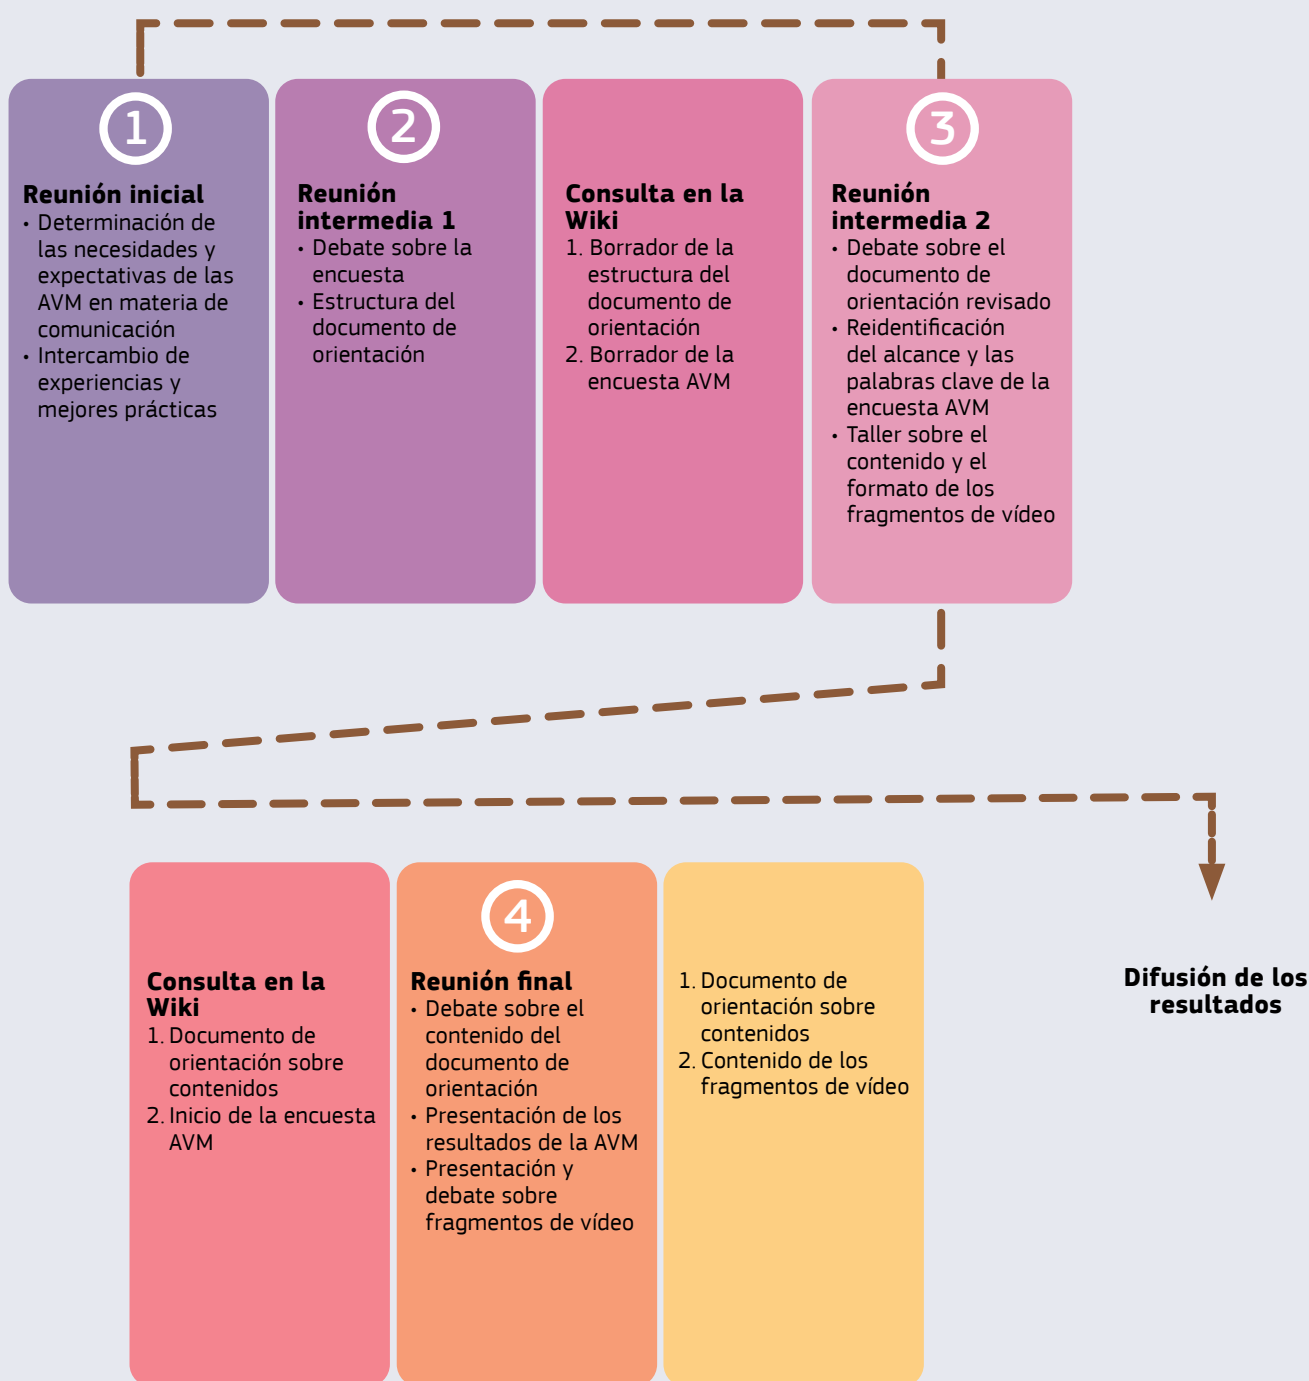 1
Reunión inicial
• Determinación de
las necesidades y
expectativas de las
AVM en materia de
comunicación
• Intercambio de
experiencias y
mejores prácticas
2
Reunión
intermedia 1
• Debate sobre la
encuesta
• Estructura del
documento de
orientación
Consulta en la
Wiki
1. Borrador de la
estructura del
documento de
orientación
2. Borrador de la
encuesta AVM
3
Reunión
intermedia 2
• Debate sobre el
documento de
orientación revisado
• Reidentificación
del alcance y las
palabras clave de la
encuesta AVM
• Taller sobre el
contenido y el
formato de los
fragmentos de vídeo
Consulta en la
Wiki
1. Documento de
orientación sobre
contenidos
2. Inicio de la encuesta
AVM
4
Reunión final
• Debate sobre el
contenido del
documento de
orientación
• Presentación de los
resultados de la AVM
• Presentación y
debate sobre
fragmentos de vídeo
1. Documento de
orientación sobre
contenidos
2. Contenido de los
fragmentos de vídeo
Difusión de los
resultados